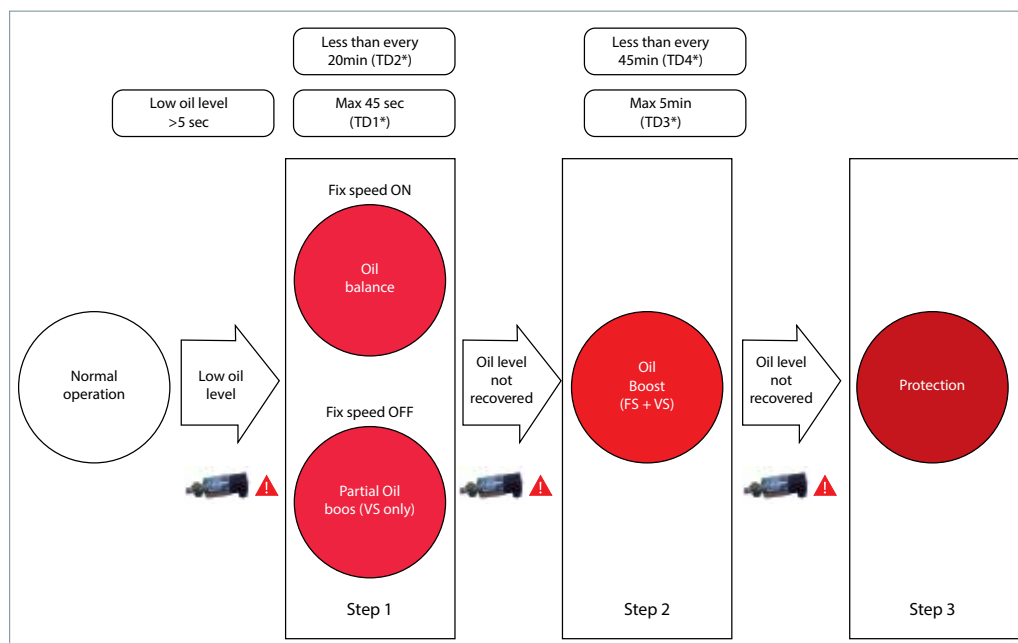 Less than every
20min (TD2*)
Less than every
45min (TD4*)
Low oil level
>5 sec
Max 45 sec
(TD1*)
Max 5min
(TD3*)
Fix speed ON
Oil
balance
Normal
operation
Low oil
level
Fix speed OFF
Partial Oil
boos (VS only)
Step 1
Oil level
not
recovered
Oil
Boost
(FS + VS)
Step 2
Oil level
not
recovered
Protection
Step 3